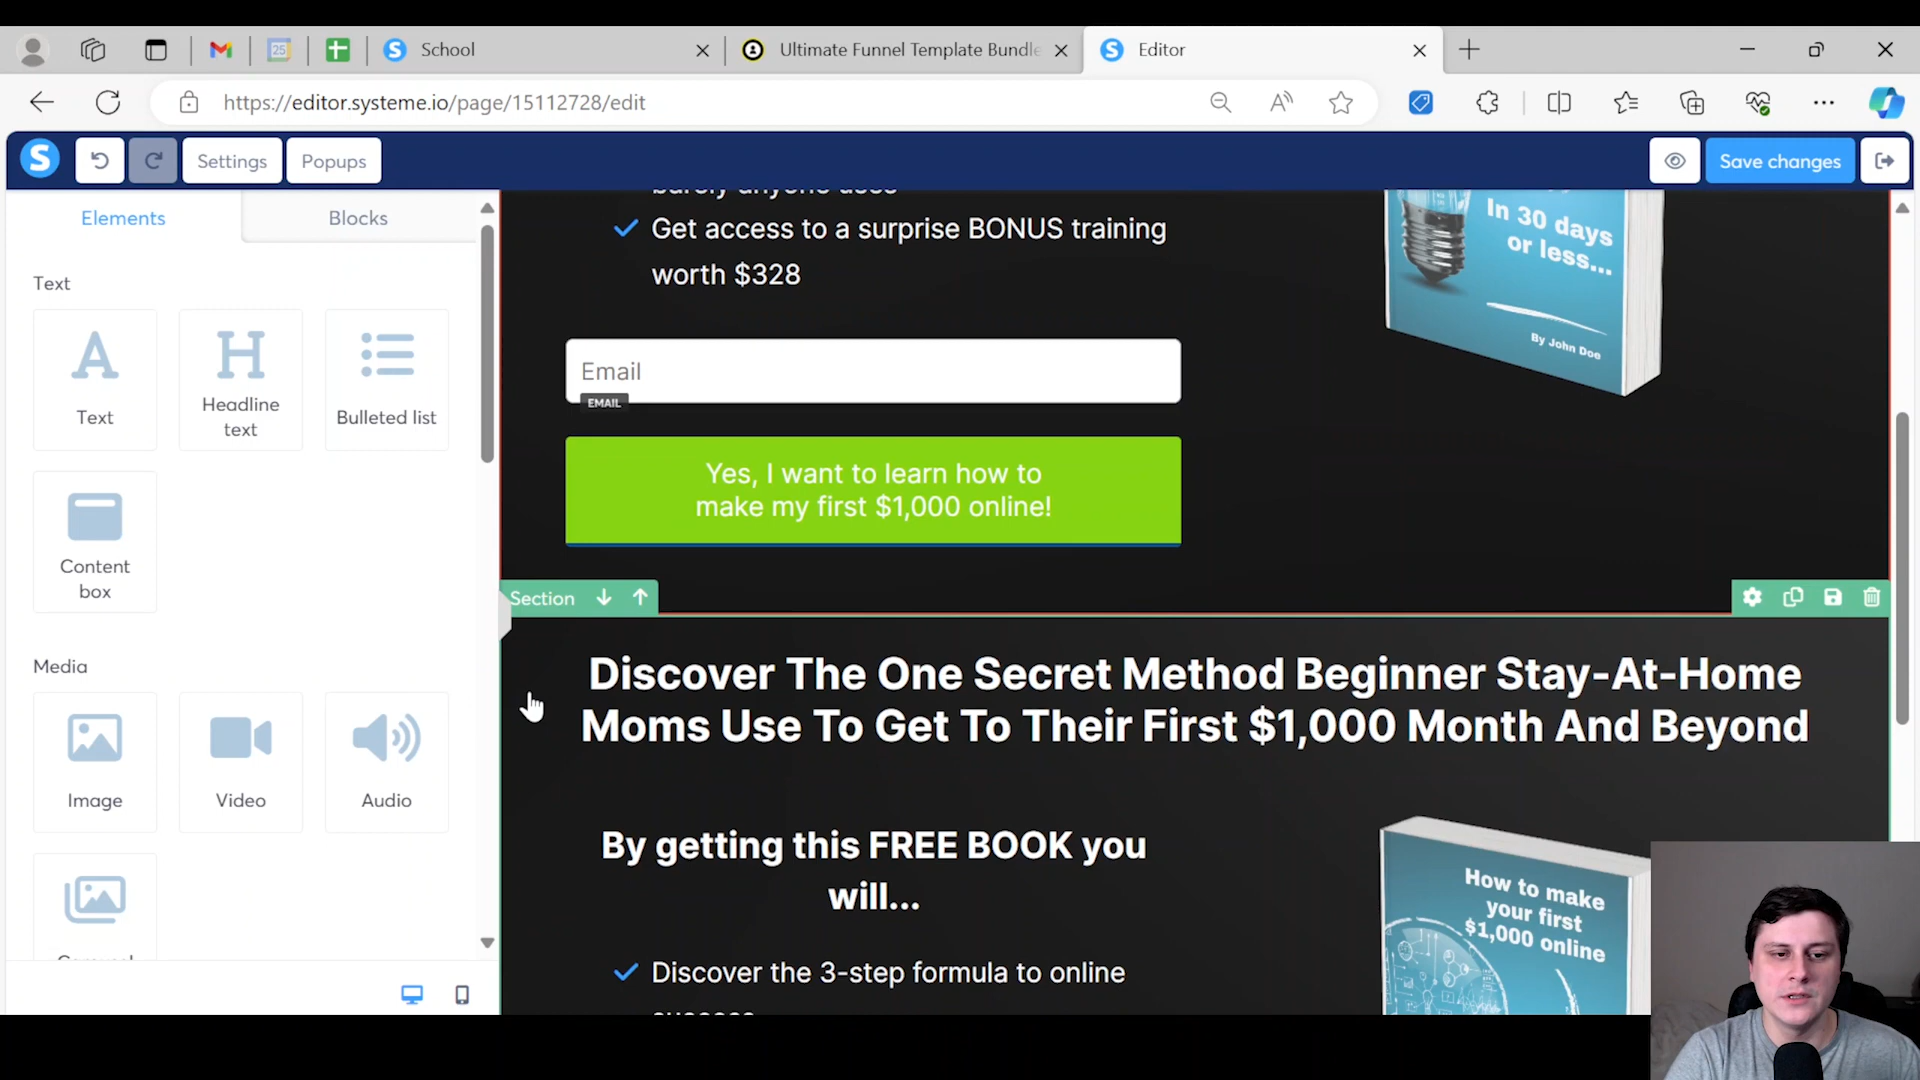 School
Ultimate Funnel Template Bundle
Editor
25
https://editor.systeme.io/page/15112728/edit
S
Settings
Popups
Save changes
Elements
Blocks
Text
A
Text
H
Headline
text
Bulleted list
Content
box
Media
Image
Video
Audio
barely anyone uses
Get access to a surprise BONUS training
worth $328
Email
EMAIL
Yes, I want to learn how to
make my first $1,000 online!
In 30 days
or less...
By John Doe
Section
Discover The One Secret Method Beginner Stay-At-Home
Moms Use To Get To Their First $1,000 Month And Beyond
By getting this FREE BOOK you
will...
Discover the 3-step formula to online
How to make
your first
$1,000 online